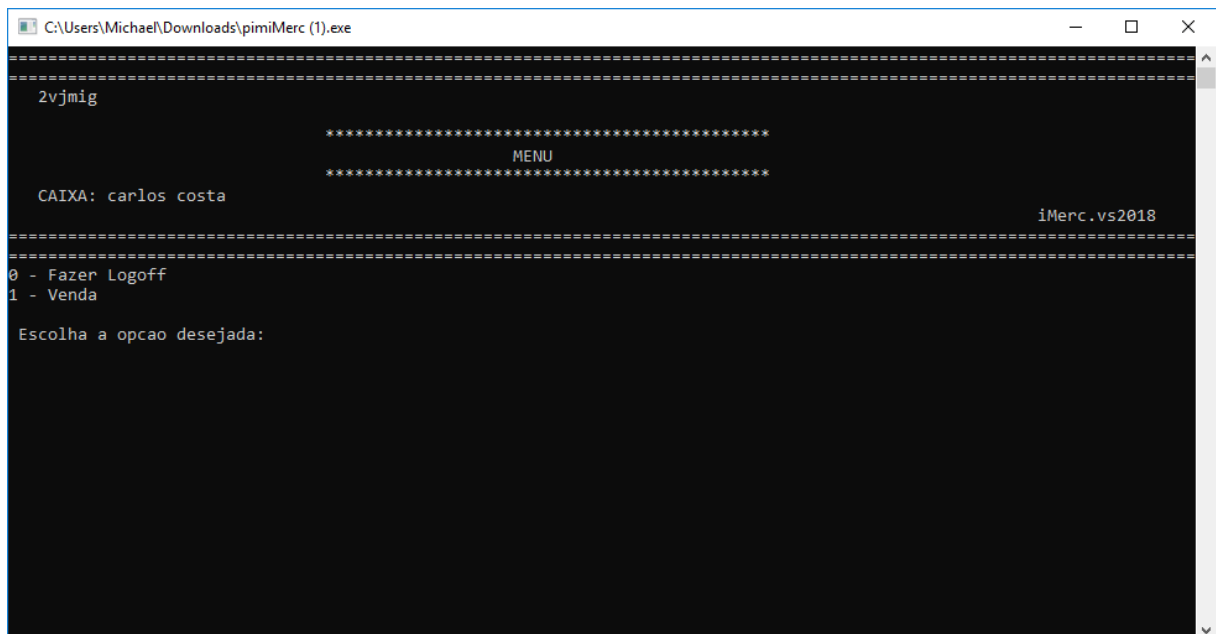 C:\Users\Michael\Downloads\pimiMerc (1).exe
========================================================================================================================
========================================================================================================================
2vjmig
*********************************************
MENU
*********************************************
CAIXA: carlos costa
iMerc.vs2018
========================================================================================================================
========================================================================================================================
0 - Fazer Logoff
1 - Venda
Escolha a opcao desejada: